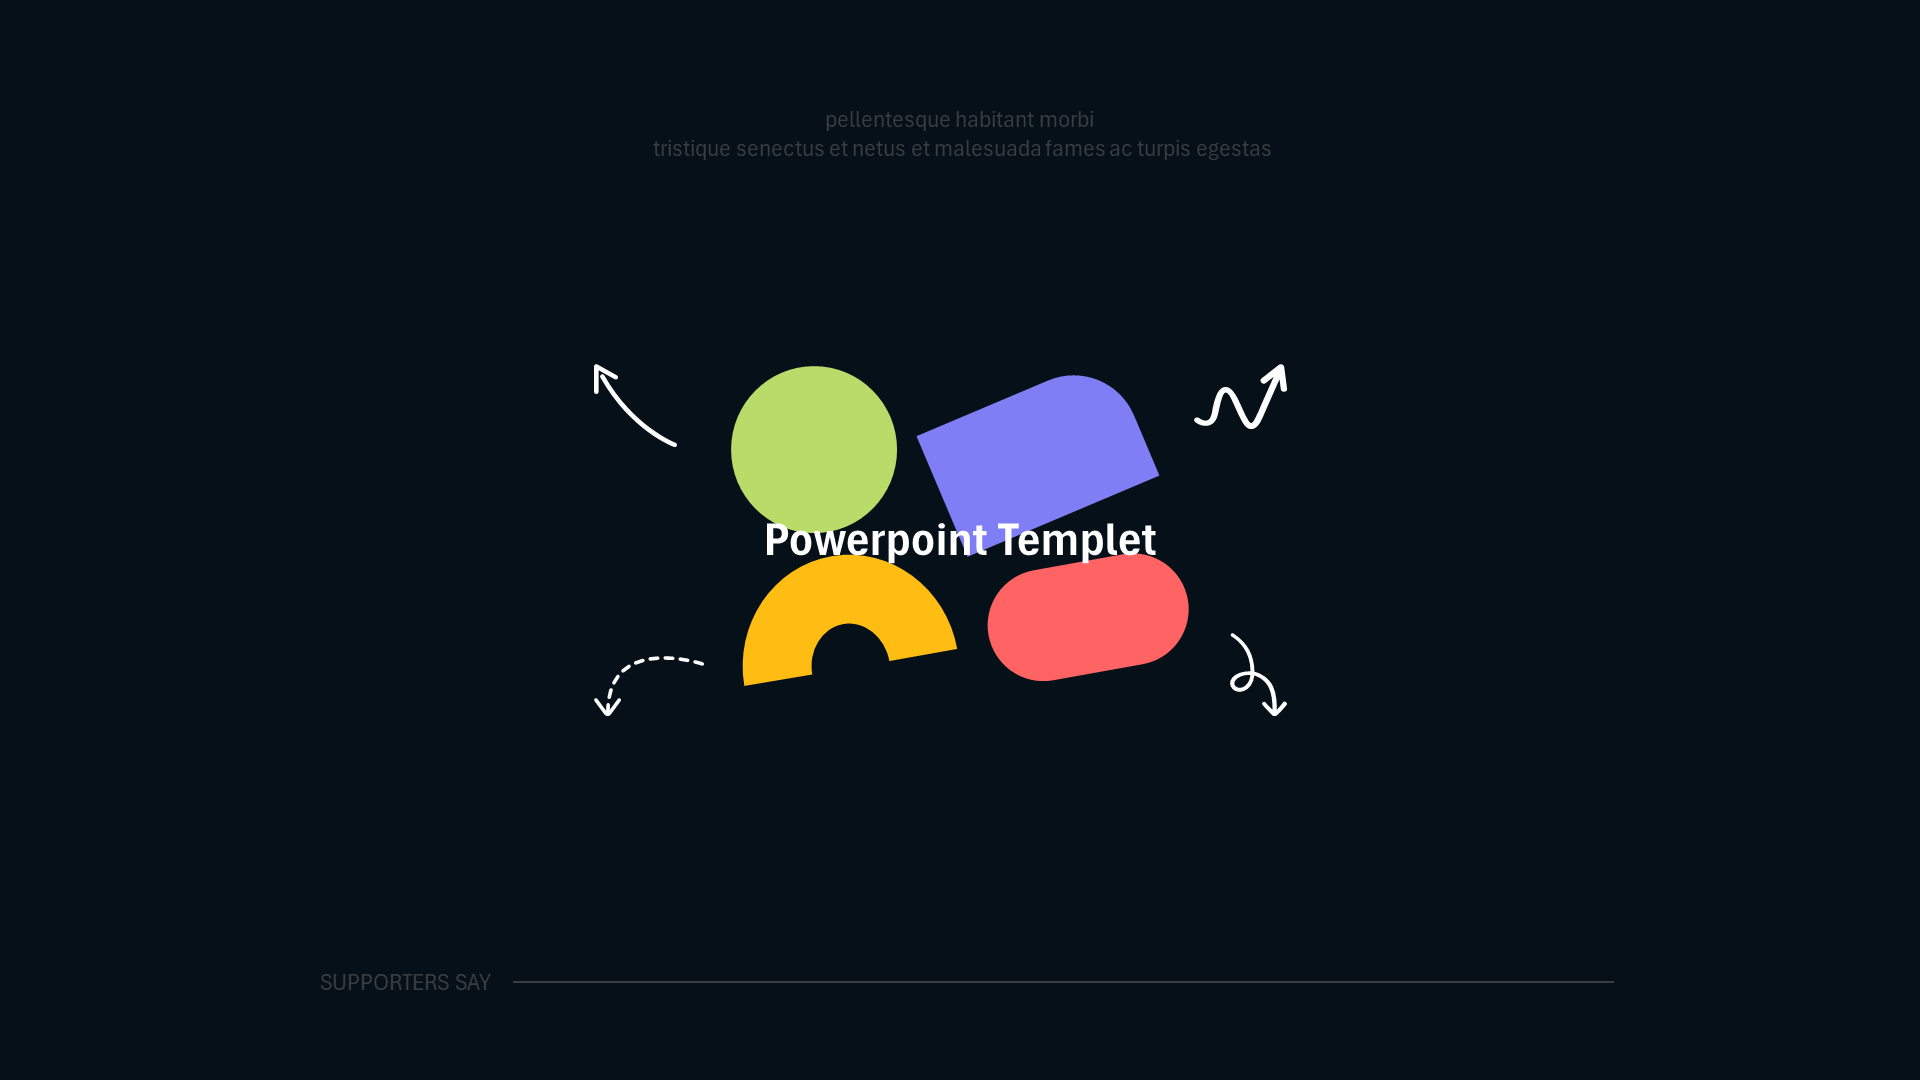 pellentesque habitant morbi
tristique senectus et netus et malesuada fames ac turpis egestas
Powerpoint Templet
SUPPORTERS SAY